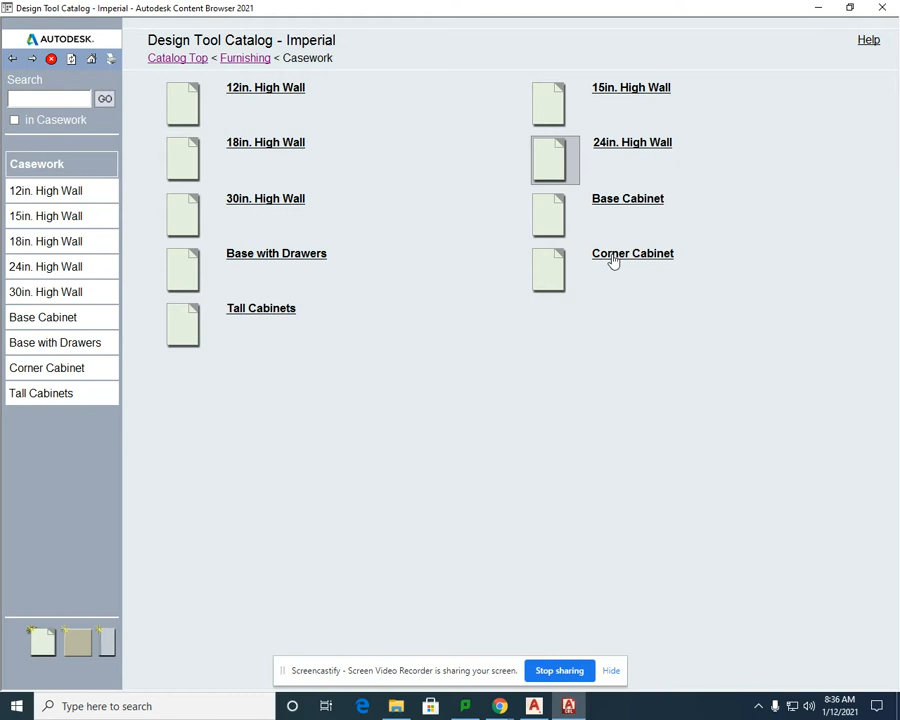 Design Tool Catalog - Imperial - Autodesk Content Browser 2021
AUTODESK.
Search
GO
in Casework
Casework
12in. High Wall
15in. High Wall
18in. High Wall
24in. High Wall
30in. High Wall
Base Cabinet
Base with Drawers
Corner Cabinet
Tall Cabinets
Design Tool Catalog - Imperial
Help
Catalog Top < Furnishing < Casework
12in. High Wall
15in. High Wall
18in. High Wall
24in. High Wall
30in. High Wall
Base Cabinet
Base with Drawers
Corner Cabinet
Tall Cabinets
Screencastify - Screen Video Recorder is sharing your screen.
Stop sharing
Hide
Type here to search
8:36 AM
1/12/2021